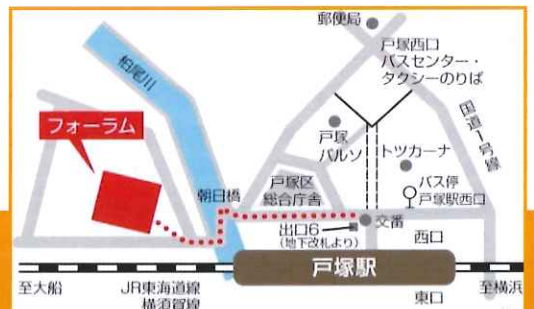 郵便局
戸塚西口
バスセンター・
タクシーのりば
柏尾川
国道1号線
フォーラム
戸塚
パルソ
トツカーナ
戸塚区
総合庁舎
バス停
戸塚駅西口
朝日橋
交番
出口6
(地下改札より)
西口
戸塚駅
至大船
JR東海道線
横須賀線
東口
至横浜